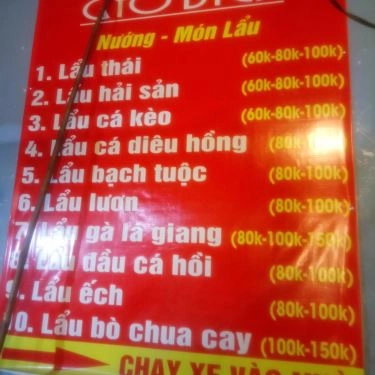 Nướng - Món Lẩu
1. Lẩu thái (60k-80k-100k)
2. Lẩu hải sản (60k-80k-100k)
3. Lẩu cá kèo (60k-80k-100k)
4. Lẩu cá diêu hồng (80k-100k)
5. Lẩu bạch tuộc (80k-100k)
6. Lẩu lươn (80k-100k)
7. Lẩu gà lá giang (80k-100k-150k)
8. Lẩu đầu cá hồi (80k-100k)
9. Lẩu ếch (80k-100k)
10. Lẩu bò chua cay (100k-150k)
CHẠY XE VÀO